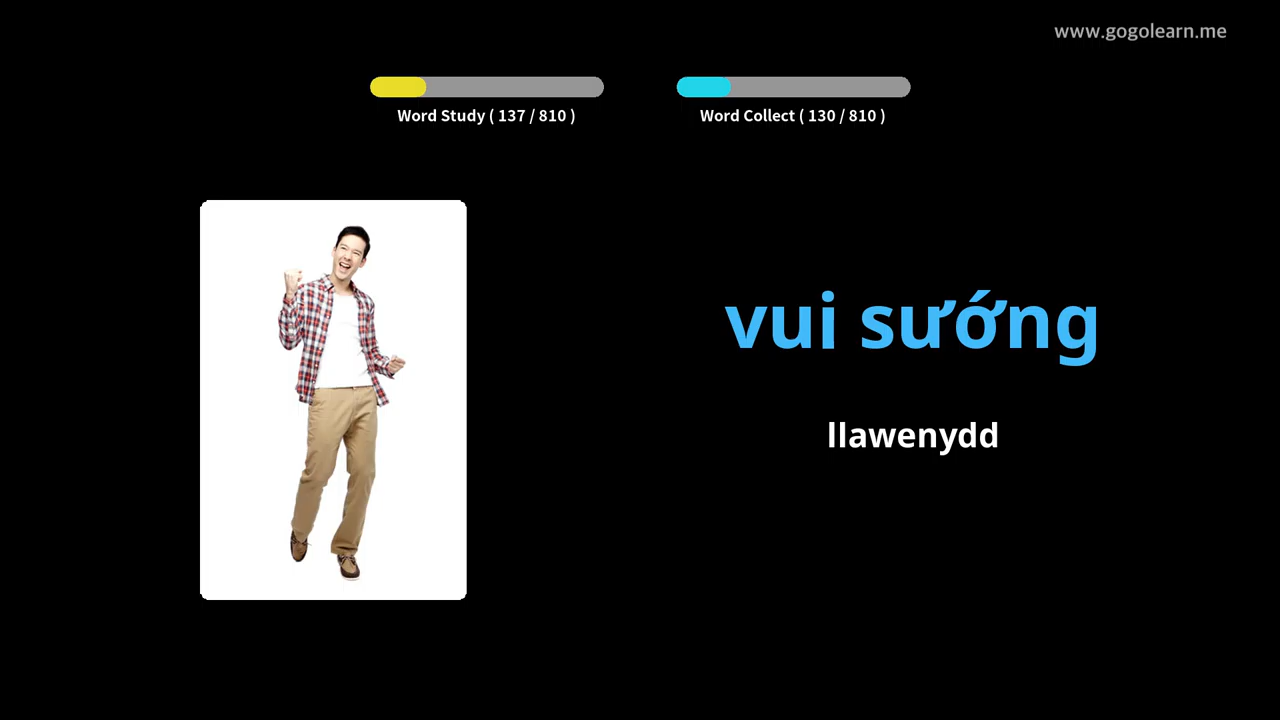 www.gogolearn.me
Word Study ( 137 / 810 )
Word Collect ( 130 / 810 )
vui sướng
llawenydd